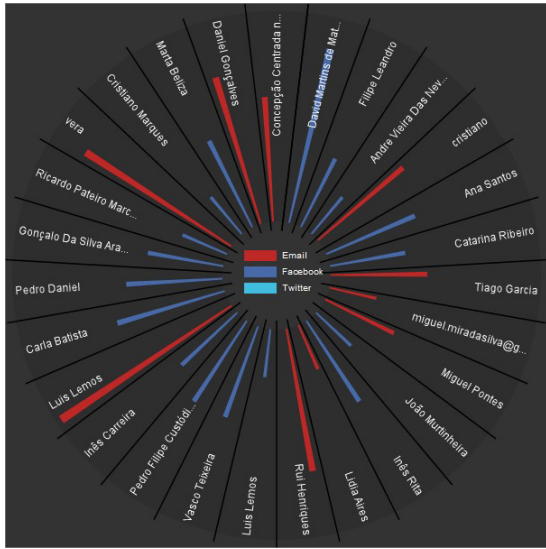 Concepção Centrada n...
David Martins de Mat...
Filipe Leandro
Andre Vieira Das Nev...
cristiano
Ana Santos
Catarina Ribeiro
Tiago Garcia
miguel.miradasilva@g...
Miguel Pontes
João Murtinheira
Inês Rita
Lidia Aires
Rui Henriques
Luis Lemos
Vasco Teixeira
Pedro Filipe Custódi...
Inês Carreira
Luis Lemos
Carla Batista
Pedro Daniel
Gonçalo Da Silva Ara...
Ricardo Pateiro Marc...
vera
Cristiano Marques
Marta Beliza
Daniel Gonçalves
Email
Facebook
Twitter